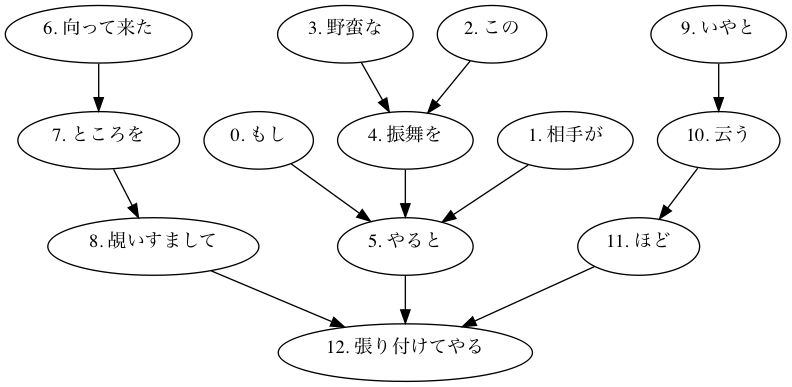 6. 向って来た
3. 野蛮な
2. この
9. いやと
7. ところを
0. もし
4. 振舞を
1. 相手が
10. 云う
8. 覘いすまして
5. やると
11. ほど
12. 張り付けてやる